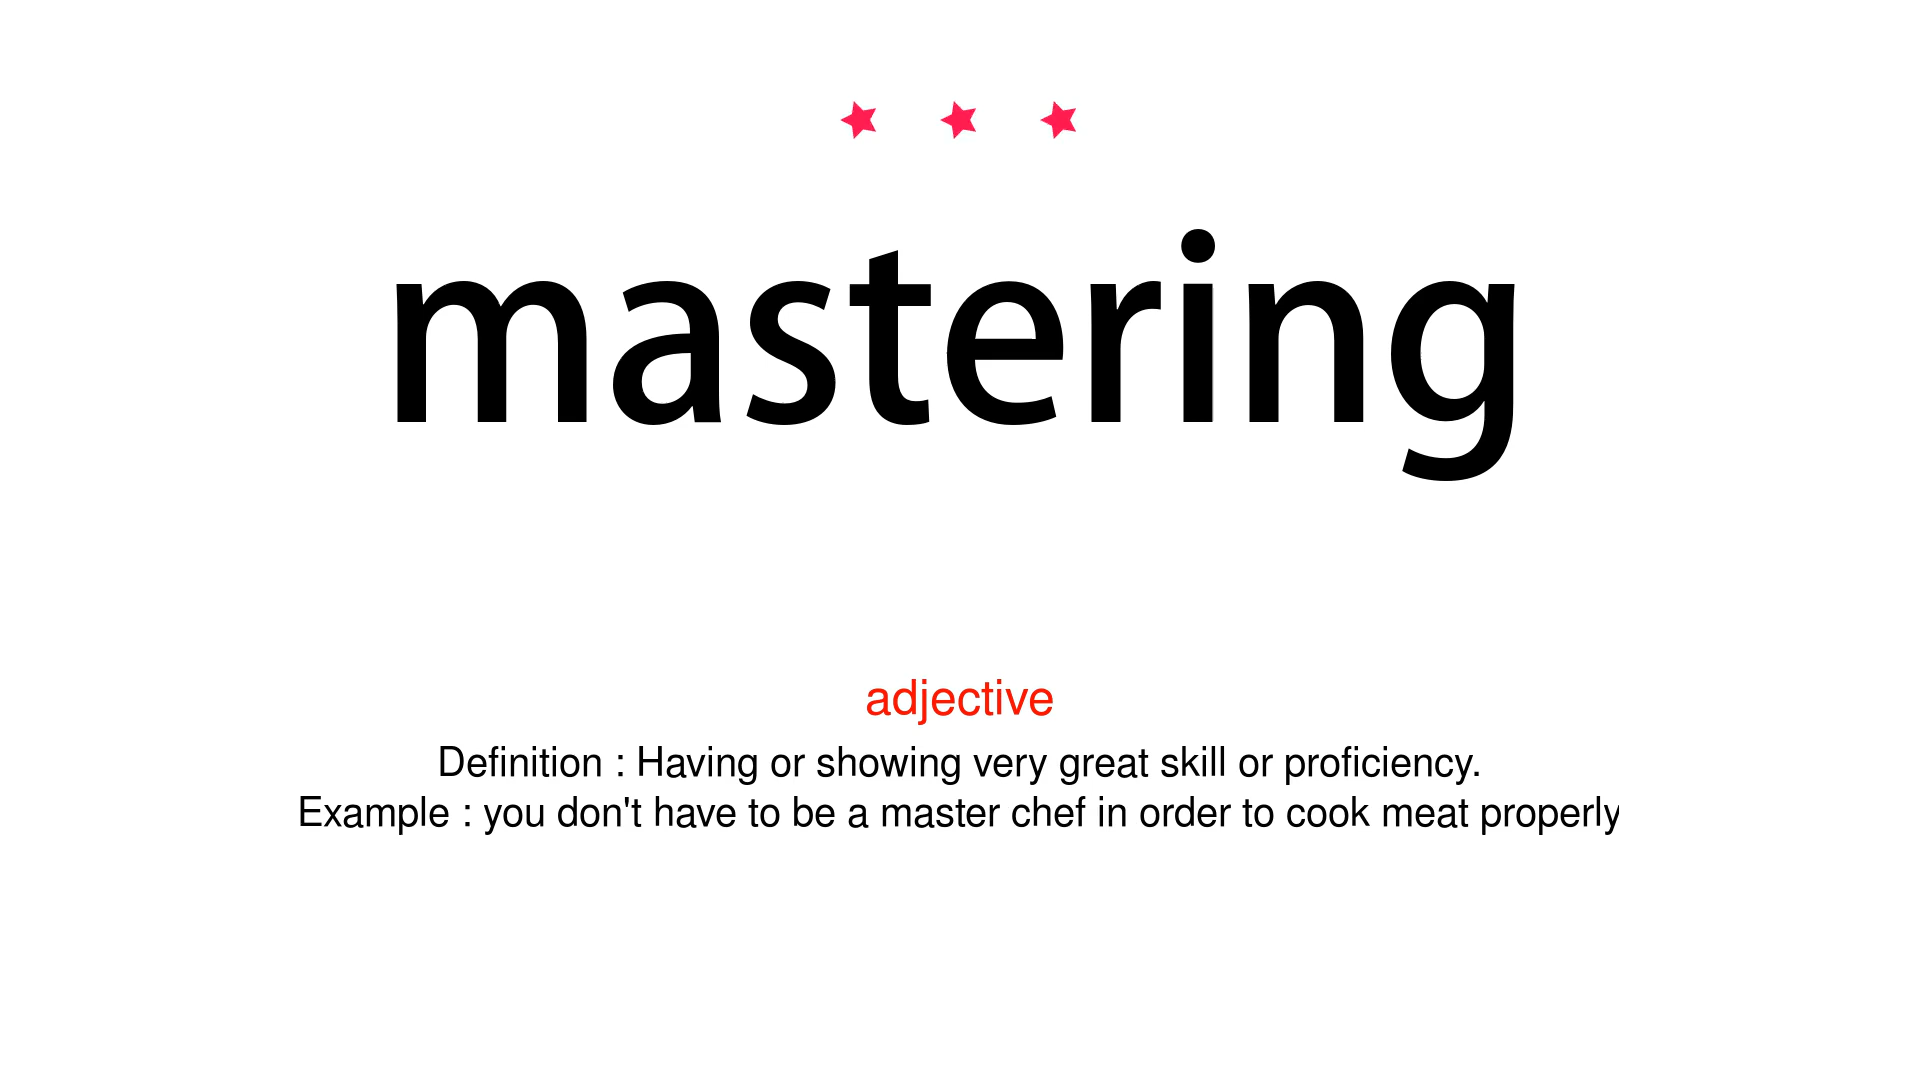 mastering
adjective
Definition : Having or showing very great skill or proficiency.
Example : you don't have to be a master chef in order to cook meat properly